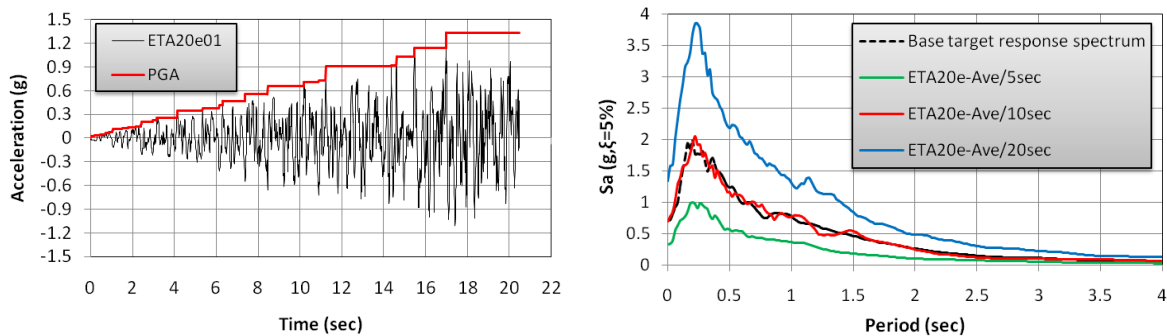 1.5
1.2
0.9
0.6
0.3
0
-0.3
-0.6
-0.9
-1.2
-1.5
Acceleration (g)
ETA20e01
PGA
0 2 4 6 8 10 12 14 16 18 20 22
Time (sec)
4
3.5
3
2.5
2
1.5
1
0.5
0
Sa (g,ξ=5%)
Base target response spectrum
ETA20e-Ave/5sec
ETA20e-Ave/10sec
ETA20e-Ave/20sec
0 0.5 1 1.5 2 2.5 3 3.5 4
Period (sec)